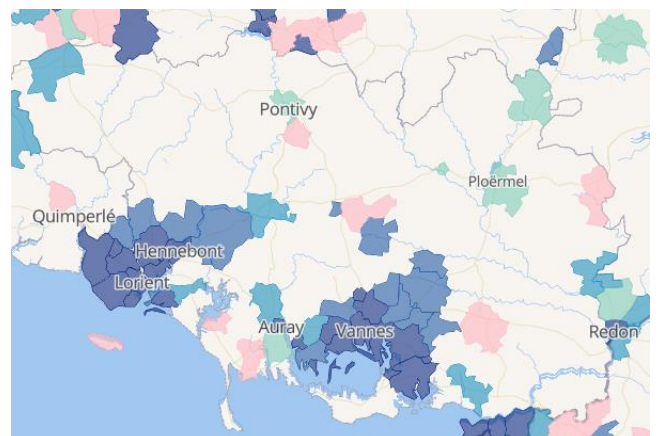 Pontivy
Ploërmel
Quimperlé
Hennebont
Lorient
Auray
Vannes
Redon